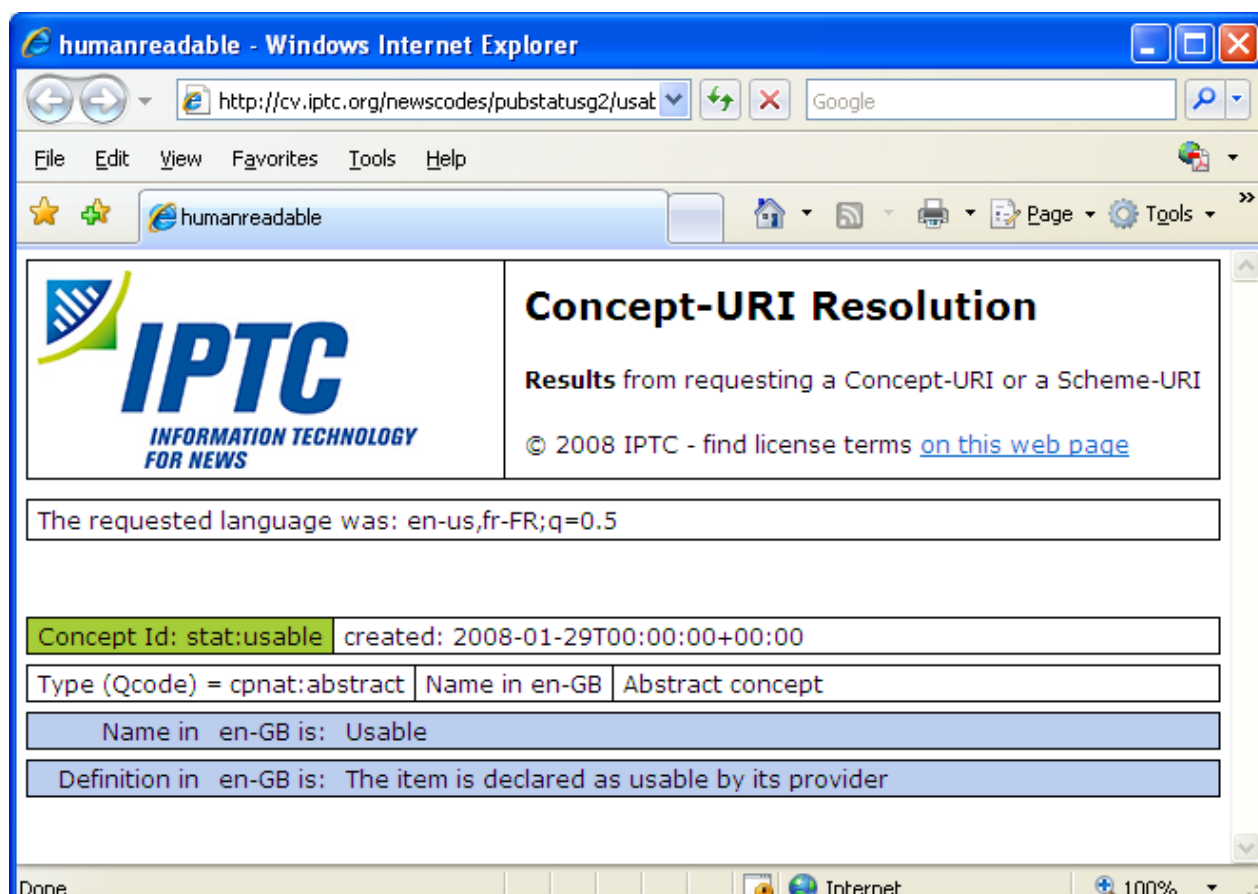 humanreadable - Windows Internet Explorer
http://cv.iptc.org/newscodes/pubstatusg2/usab
Google
File Edit View Favorites Tools Help
humanreadable
Page Tools »
IPTC
INFORMATION TECHNOLOGY
FOR NEWS
Concept-URI Resolution
Results from requesting a Concept-URI or a Scheme-URI
© 2008 IPTC - find license terms on this web page
The requested language was: en-us,fr-FR;q=0.5
Concept Id: stat:usable created: 2008-01-29T00:00:00+00:00
Type (Qcode) = cpnat:abstract Name in en-GB Abstract concept
Name in en-GB is: Usable
Definition in en-GB is: The item is declared as usable by its provider
Done Internet 100%